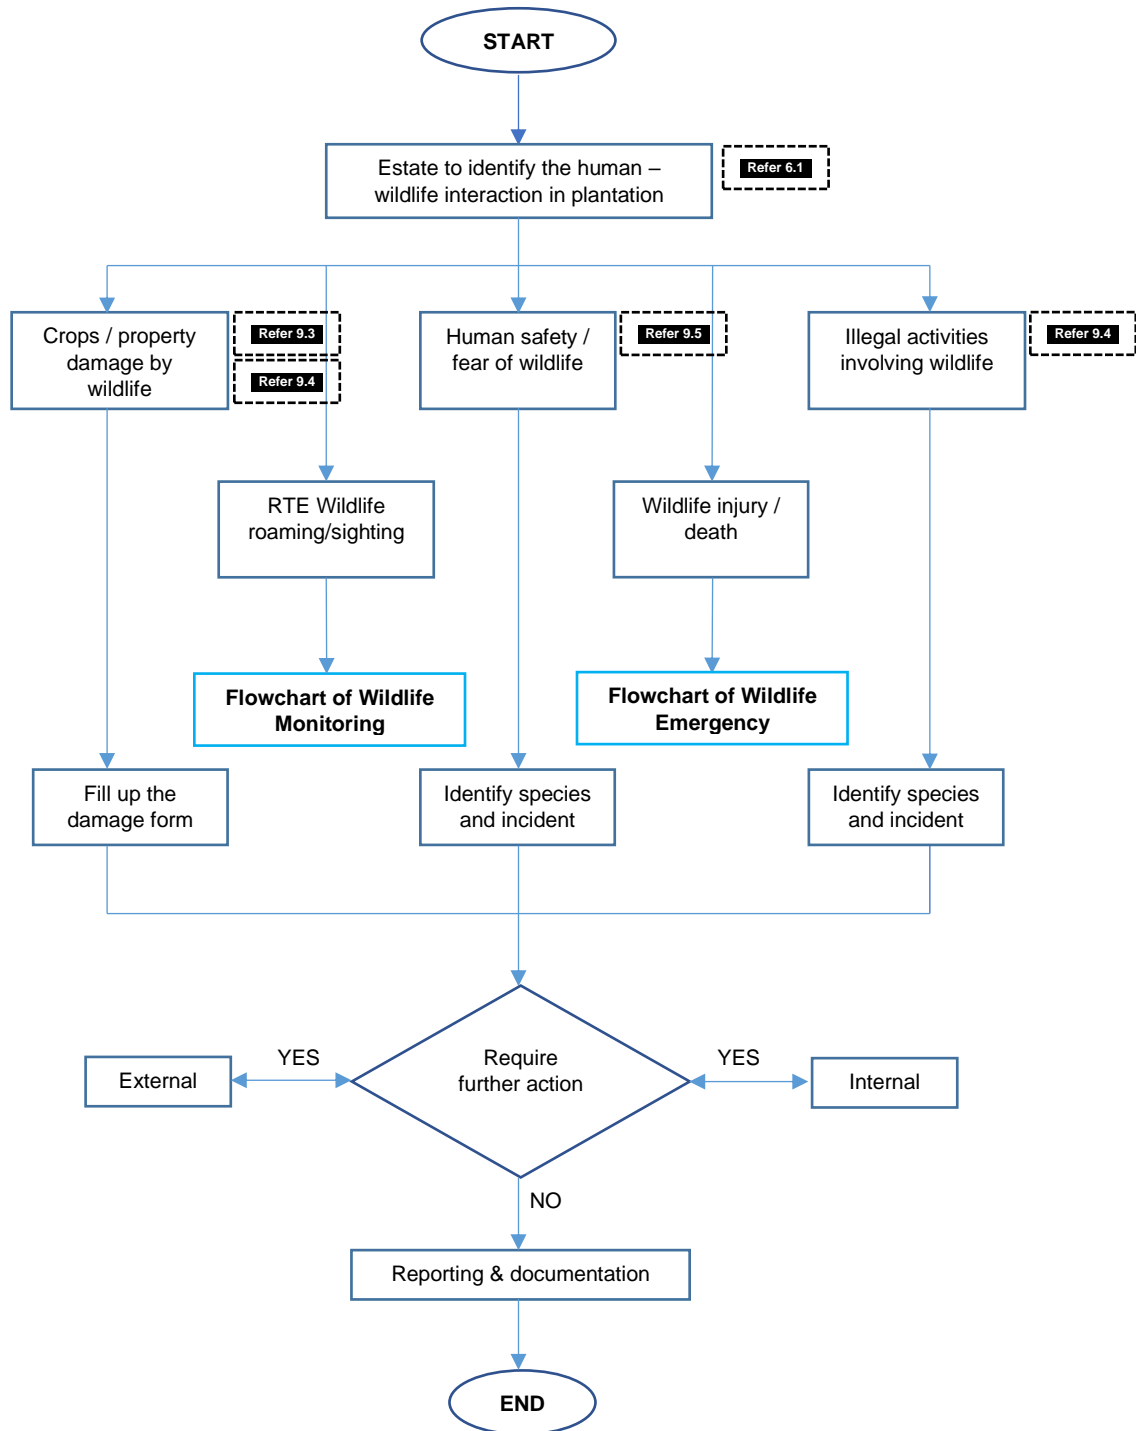 START
Estate to identify the human –
wildlife interaction in plantation
Refer 6.1
Crops / property
damage by
wildlife
Refer 9.3
Refer 9.4
Human safety /
fear of wildlife
Refer 9.5
Illegal activities
involving wildlife
Refer 9.4
RTE Wildlife
roaming/sighting
Wildlife injury /
death
Flowchart of Wildlife
Monitoring
Flowchart of Wildlife
Emergency
Fill up the
damage form
Identify species
and incident
Identify species
and incident
Require
further action
YES
External
YES
Internal
NO
Reporting & documentation
END